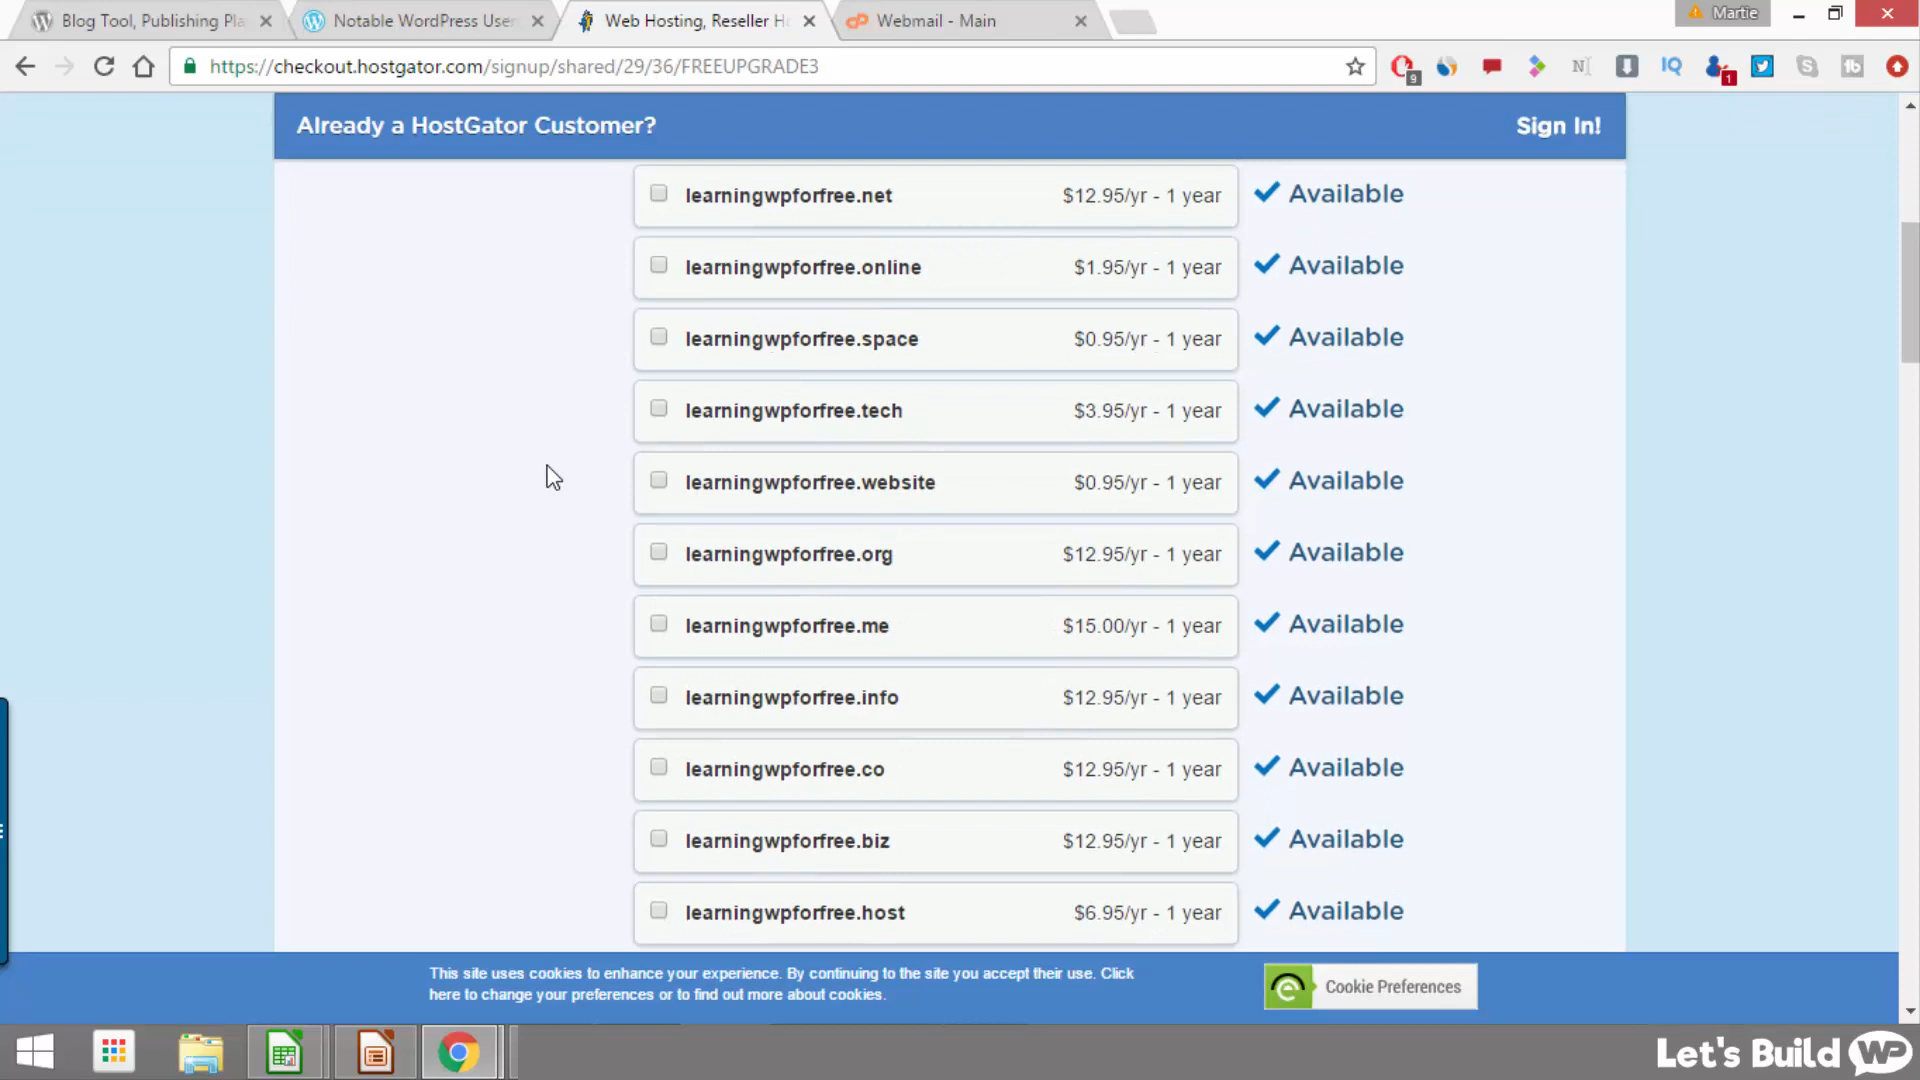 Blog Tool, Publishing Pla
Notable WordPress User
Web Hosting, Reseller H
Webmail - Main
Martie
https://checkout.hostgator.com/signup/shared/29/36/FREEUPGRADE3
9
N
IQ
1
Already a HostGator Customer?
Sign In!
learningwpforfree.net $12.95/yr - 1 year Available
learningwpforfree.online $1.95/yr - 1 year Available
learningwpforfree.space $0.95/yr - 1 year Available
learningwpforfree.tech $3.95/yr - 1 year Available
learningwpforfree.website $0.95/yr - 1 year Available
learningwpforfree.org $12.95/yr - 1 year Available
learningwpforfree.me $15.00/yr - 1 year Available
learningwpforfree.info $12.95/yr - 1 year Available
learningwpforfree.co $12.95/yr - 1 year Available
learningwpforfree.biz $12.95/yr - 1 year Available
learningwpforfree.host $6.95/yr - 1 year Available
This site uses cookies to enhance your experience. By continuing to the site you accept their use. Click
here to change your preferences or to find out more about cookies.
Cookie Preferences
Let's Build WP